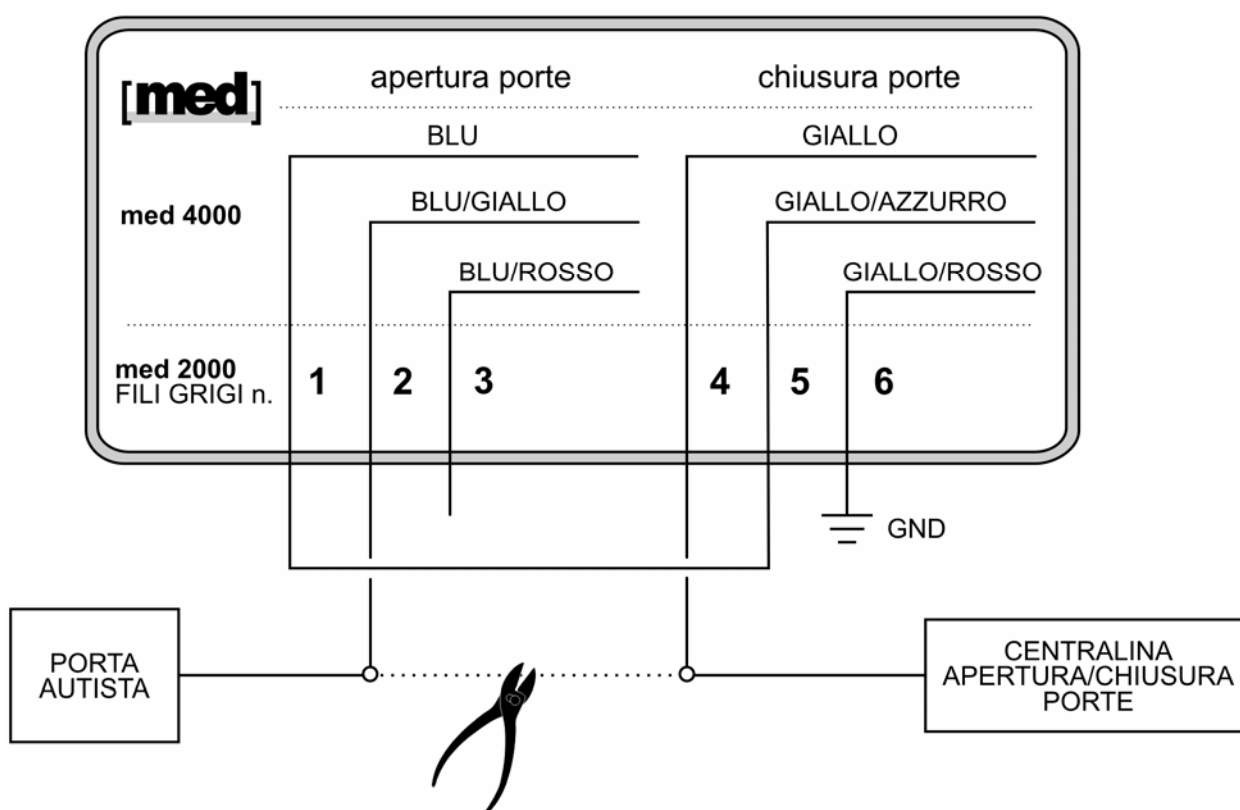 [med]
apertura porte
chiusura porte
BLU
GIALLO
med 4000
BLU/GIALLO
GIALLO/AZZURRO
BLU/ROSSO
GIALLO/ROSSO
med 2000
FILI GRIGI n.
1
2
3
4
5
6
GND
PORTA
AUTISTA
CENTRALINA
APERTURA/CHIUSURA
PORTE